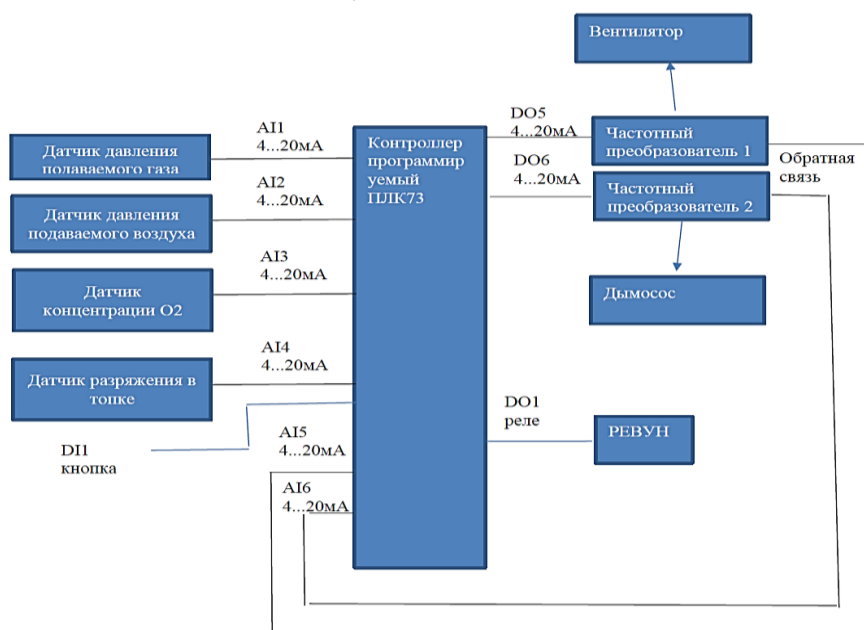 Вентилятор
DO5
4...20мА
Частотный
преобразователь 1
AI1
4...20мА
Контроллер
программир
уемый
ПЛК73
Датчик давления
подаваемого газа
DO6
4...20мА
Обратная
связь
AI2
4...20мА
Частотный
преобразователь 2
Датчик давления
подаваемого воздуха
AI3
4...20мА
Датчик
концентрации О2
Дымосос
AI4
4...20мА
Датчик разряжения в
топке
DO1
реле
РЕВУН
AI5
4...20мА
DI1
кнопка
AI6
4...20мА